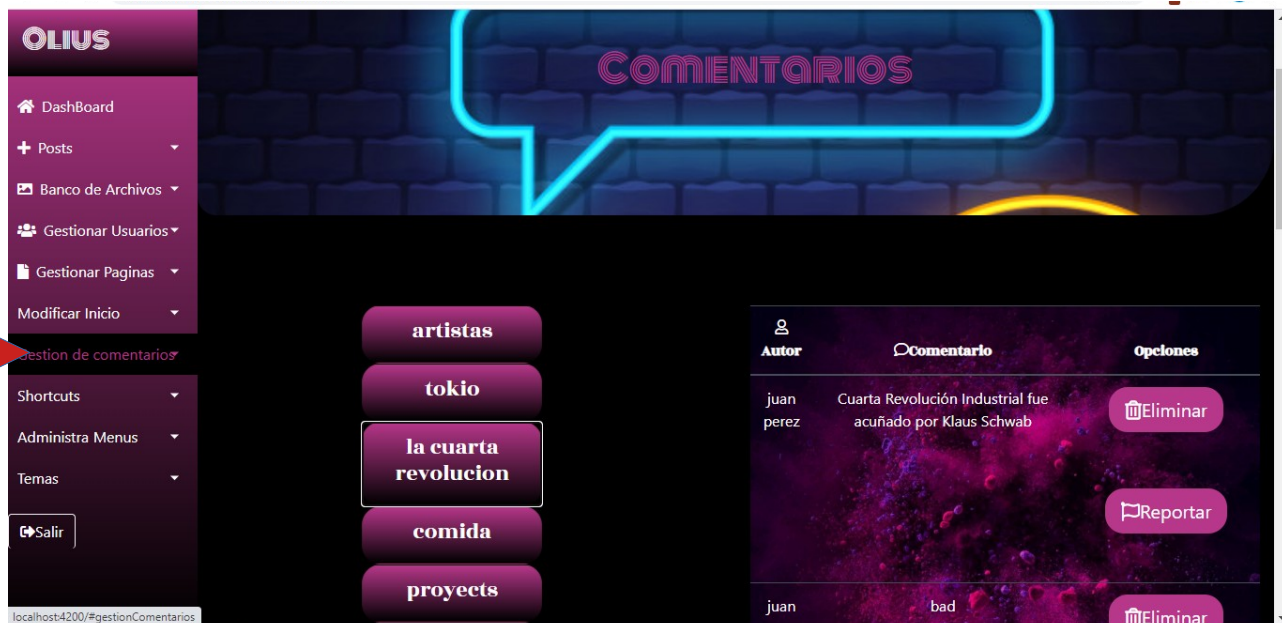 OLIUS
COMENTARIOS
DashBoard
Posts
Banco de Archivos
Gestionar Usuarios
Gestionar Paginas
Modificar Inicio
Gestion de comentarios
Shortcuts
Administra Menus
Temas
Salir
localhost:4200/#gestionComentarios
artistas
tokio
la cuarta
revolucion
comida
proyects
Autor Comentario Opciones
juan
perez
Cuarta Revolución Industrial fue
acuñado por Klaus Schwab
Eliminar
Reportar
juan
bad
Eliminar